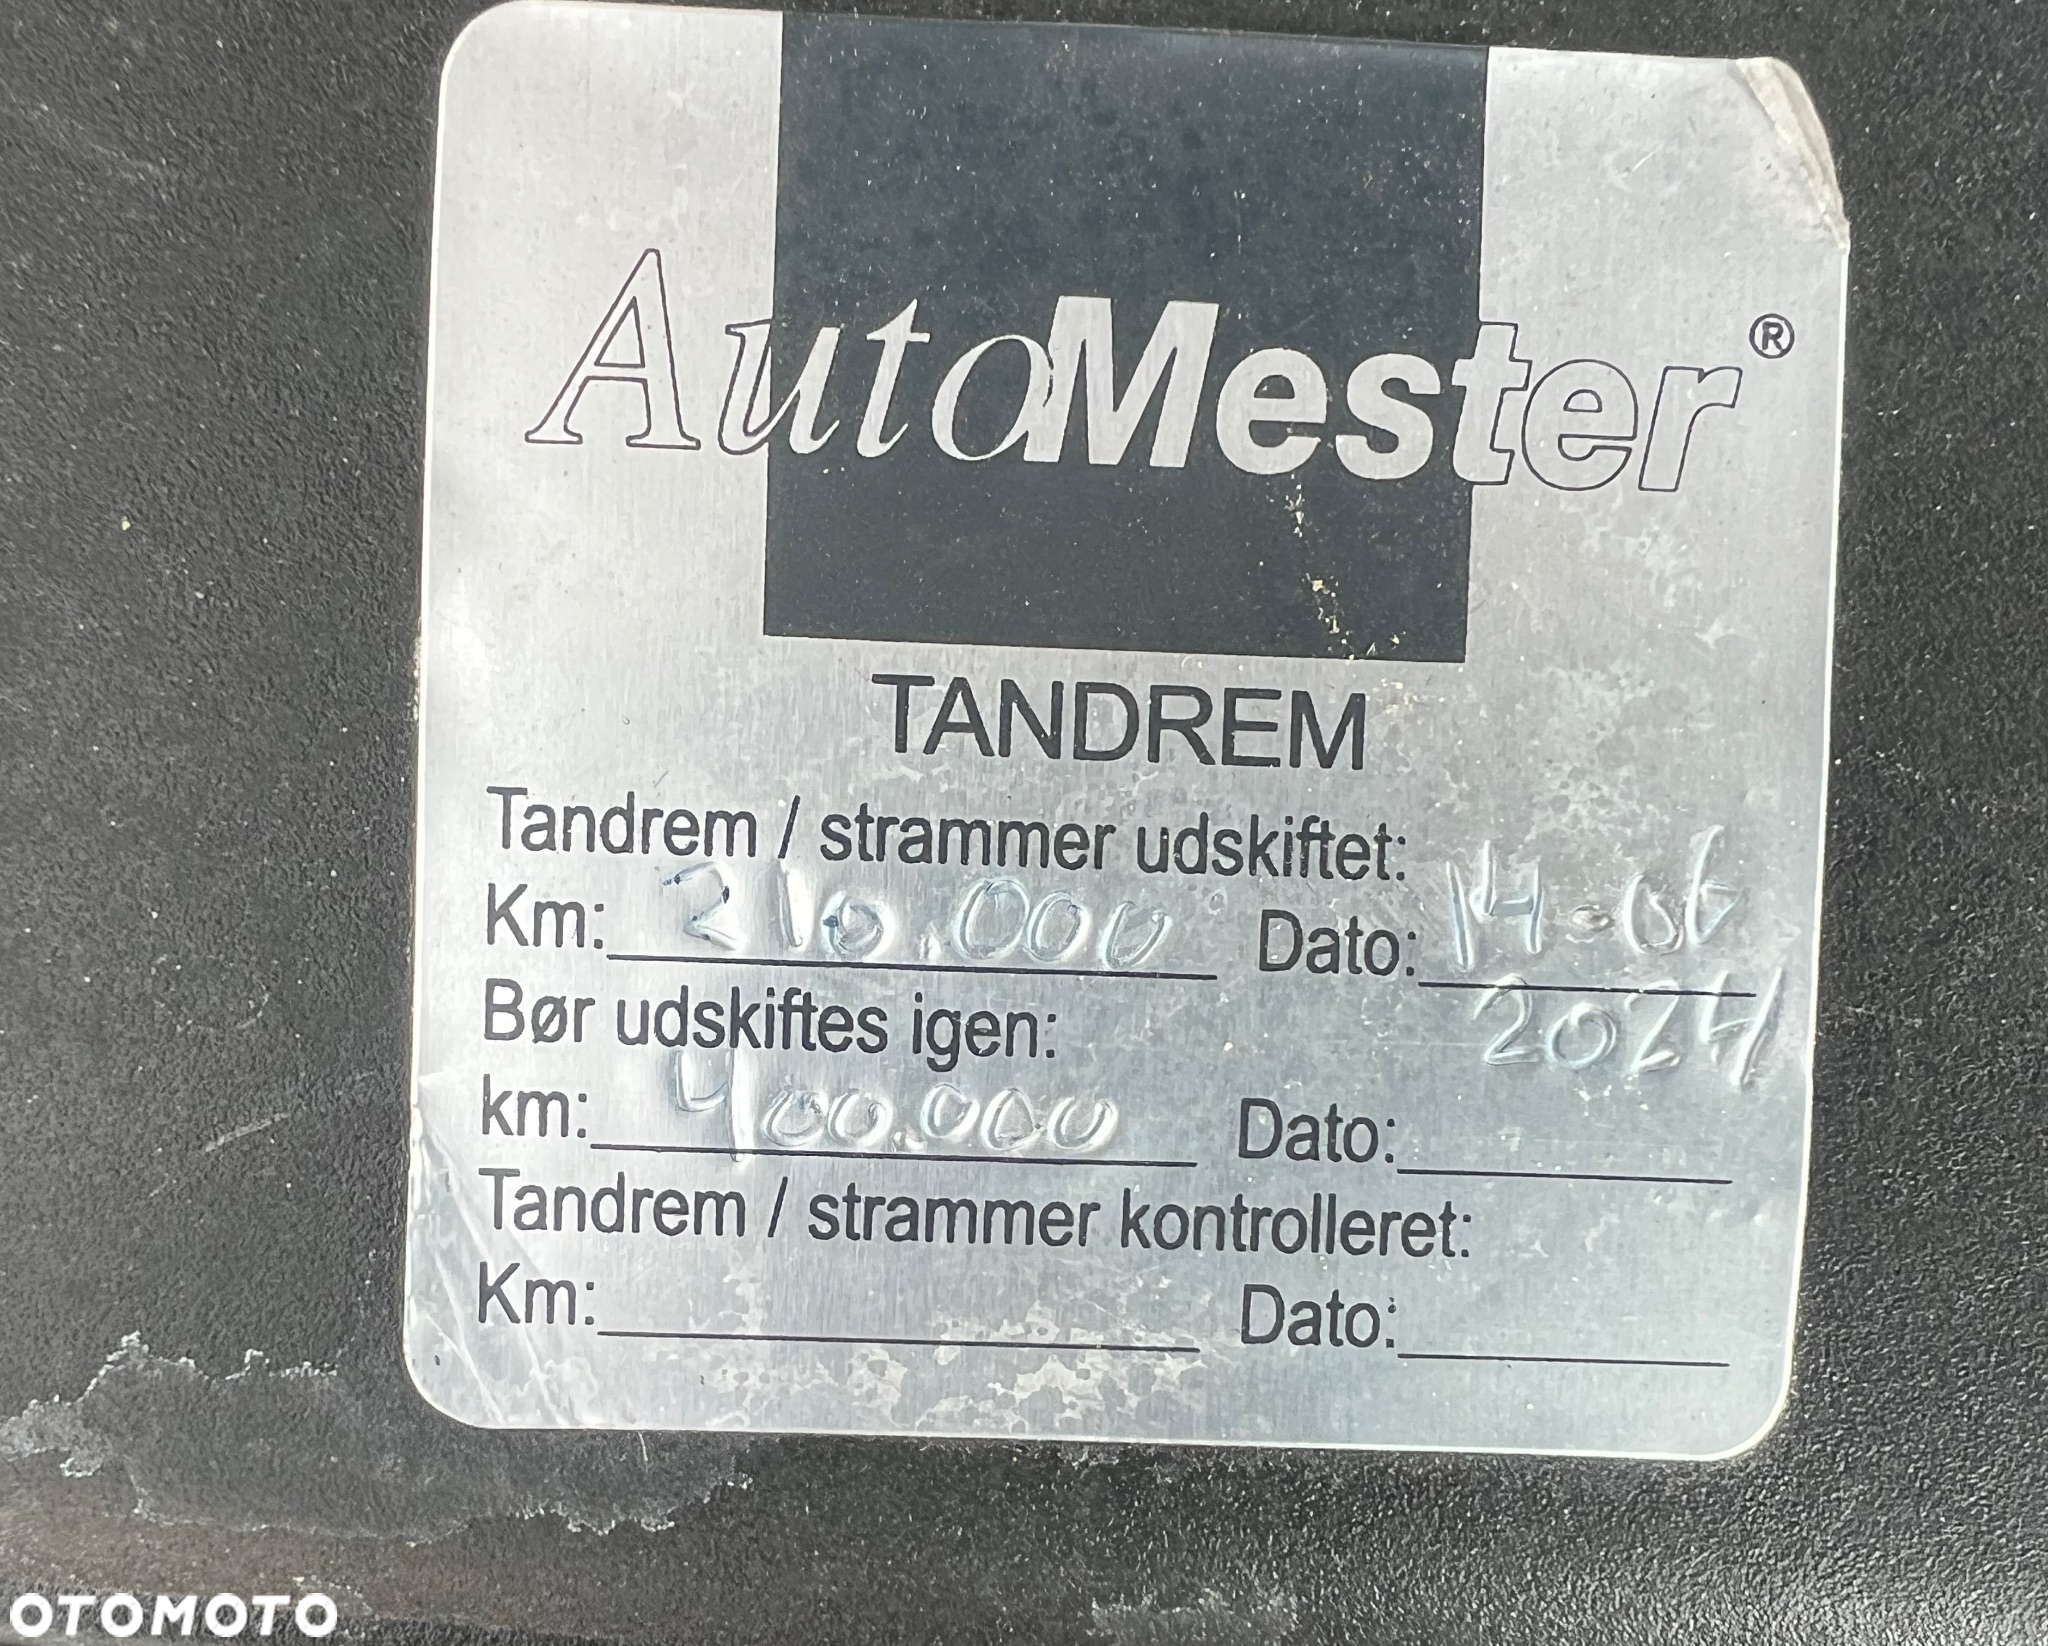 AutoMester®
TANDREM
Tandrem / strammer udskiftet:
Km: 210.000 Dato: 14-06
2024
Bør udskiftes igen:
km: 400.000 Dato:
Tandrem / strammer kontrolleret:
Km: Dato:
OTOMOTO